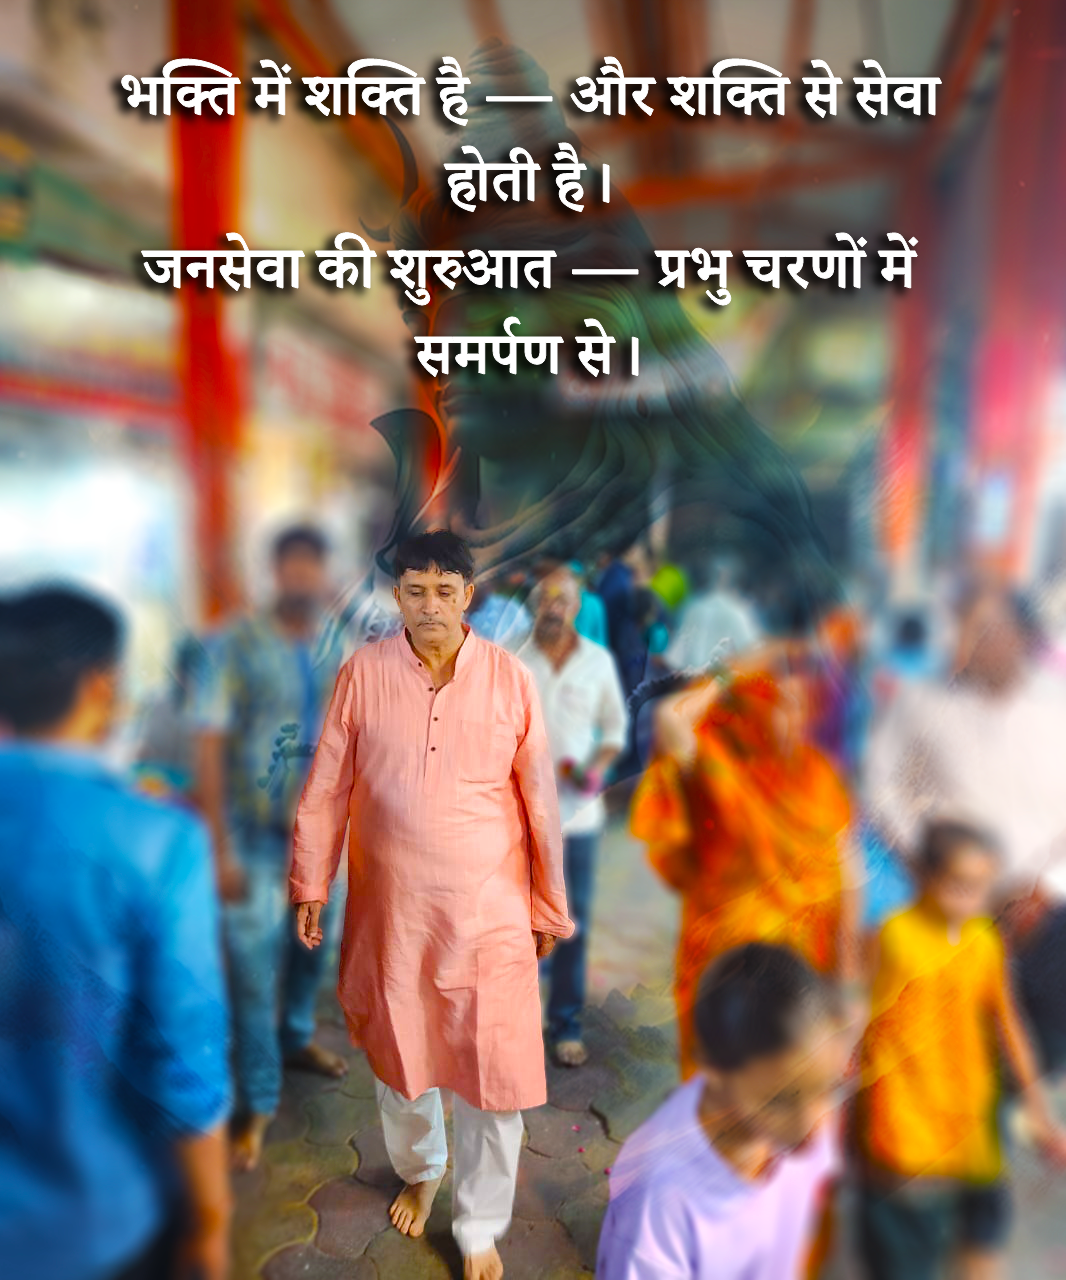 भक्ति में शक्ति है — और शक्ति से सेवा
होती है।
जनसेवा की शुरुआत — प्रभु चरणों में
समर्पण से।